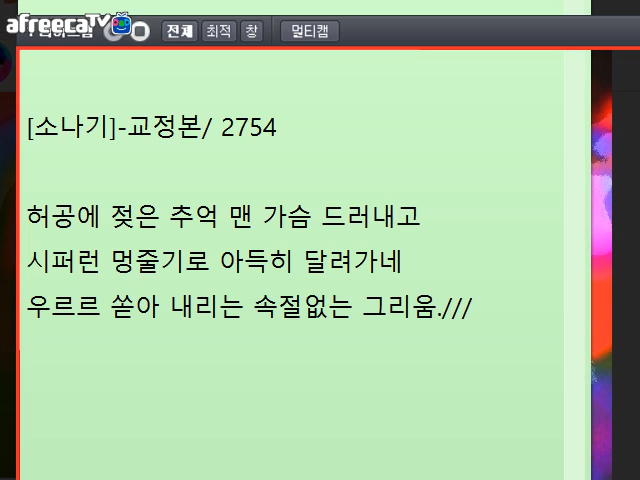 afreecaTV
전체 최적 창 멀티캠
[소나기]-교정본/ 2754
허공에 젖은 추억 맨 가슴 드러내고
시퍼런 멍줄기로 아득히 달려가네
우르르 쏟아 내리는 속절없는 그리움.///